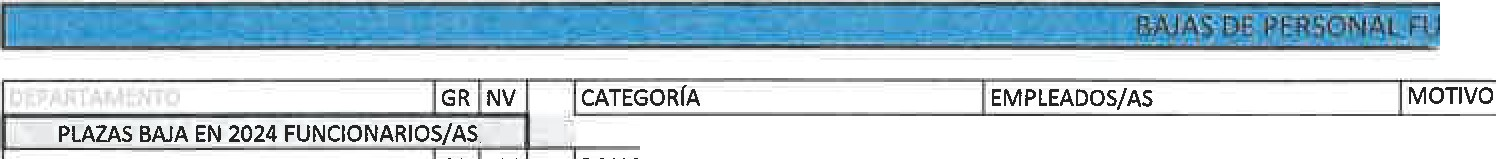 BAJAS DE PERSONAL FU
DEPARTAMENTO GR NV CATEGORÍA EMPLEADOS/AS MOTIVO
PLAZAS BAJA EN 2024 FUNCIONARIOS/AS